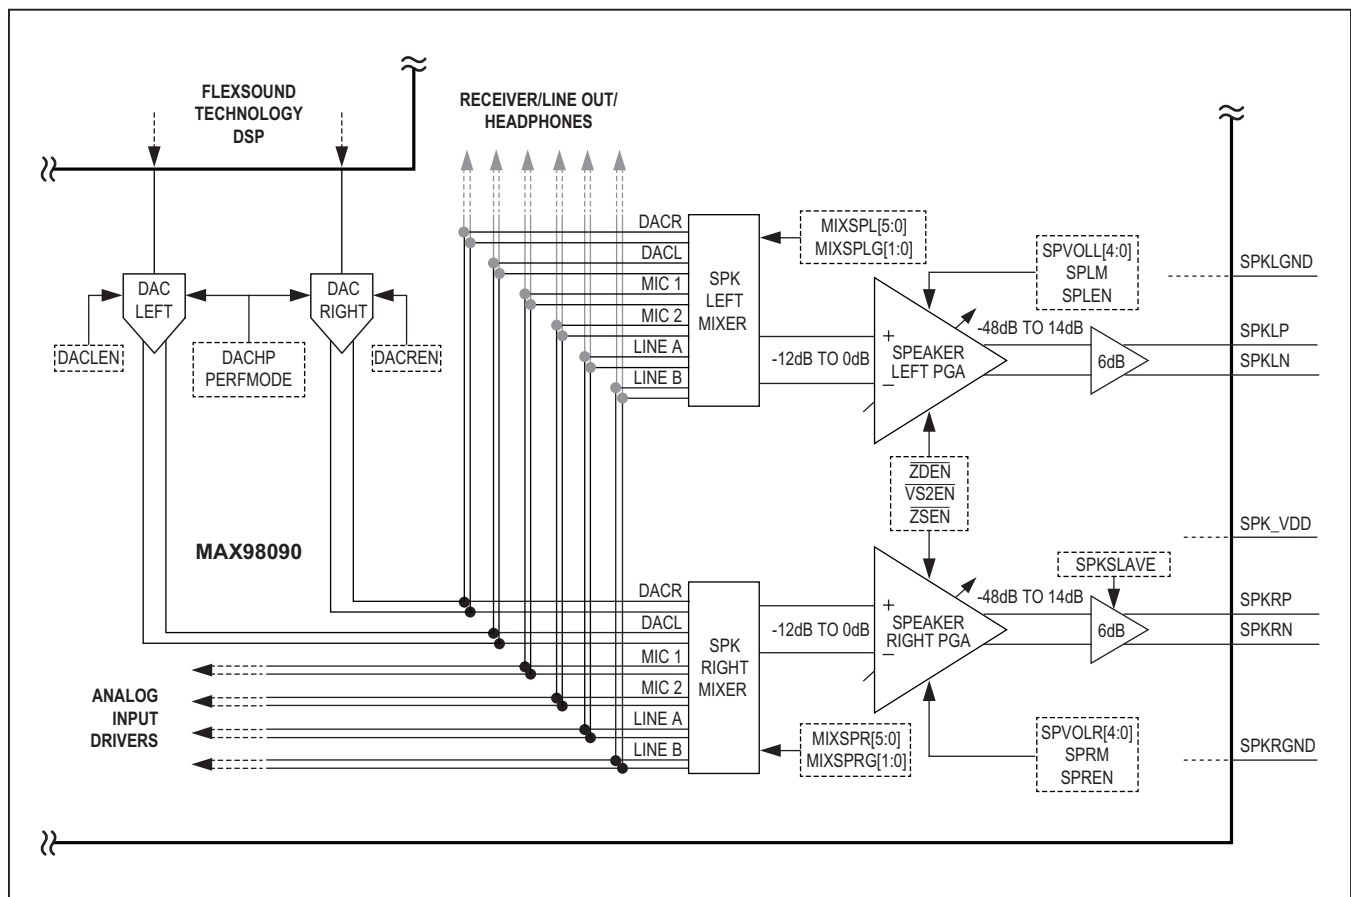 FLEXSOUND
TECHNOLOGY
DSP
RECEIVER/LINE OUT/
HEADPHONES
DAC
LEFT
DAC
RIGHT
DACLEN
DACHP
PERFMODE
DACREN
DACR
DACL
MIC 1
MIC 2
LINE A
LINE B
SPK
LEFT
MIXER
MIXSPL[5:0]
MIXSPLG[1:0]
-12dB TO 0dB
+
−
SPEAKER
LEFT PGA
SPVOLL[4:0]
SPLM
SPLEN
-48dB TO 14dB
6dB
SPKLGND
SPKLP
SPKLN
Z̅D̅E̅N̅
V̅S̅2̅E̅N̅
Z̅S̅E̅N̅
SPK_VDD
MAX98090
DACR
DACL
MIC 1
MIC 2
LINE A
LINE B
ANALOG
INPUT
DRIVERS
SPK
RIGHT
MIXER
MIXSPR[5:0]
MIXSPRG[1:0]
-12dB TO 0dB
+
−
SPEAKER
RIGHT PGA
-48dB TO 14dB
SPKSLAVE
6dB
SPKRP
SPKRN
SPVOLR[4:0]
SPRM
SPREN
SPKRGND